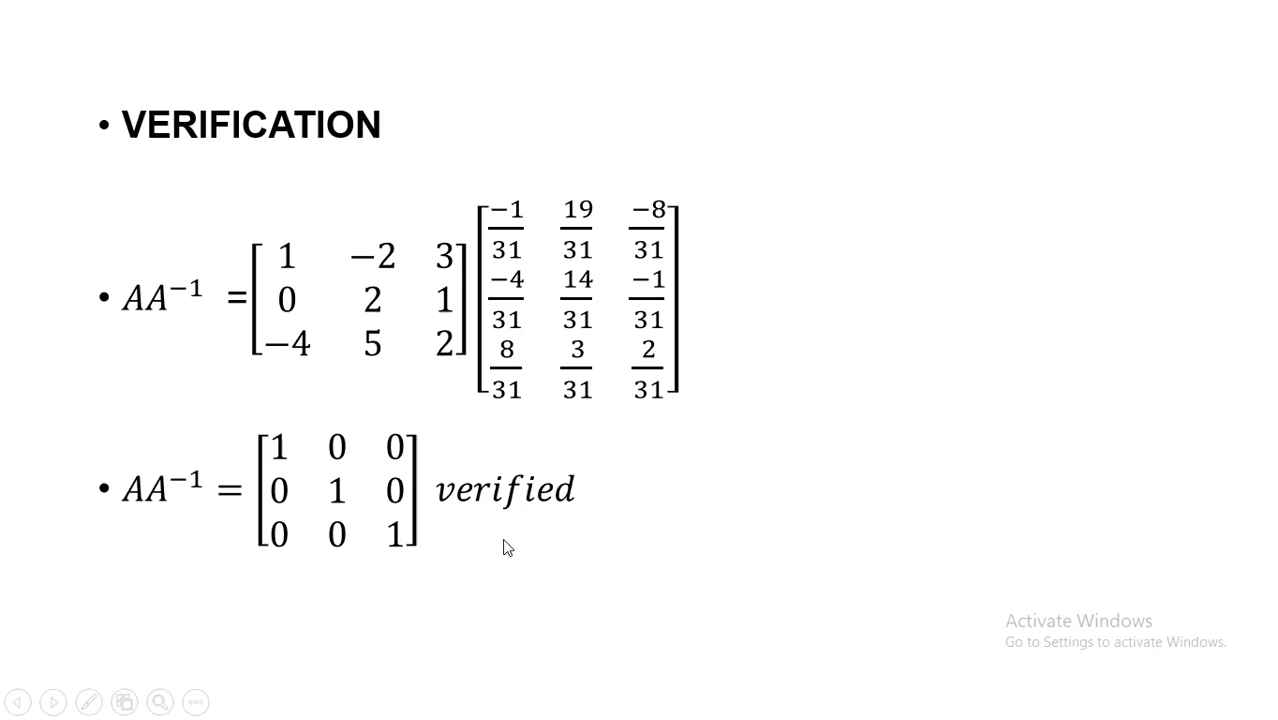 • VERIFICATION
• AA⁻¹ = [1 −2 3; 0 2 1; −4 5 2] [−1/31 19/31 −8/31; −4/31 14/31 −1/31; 8/31 3/31 2/31]
• AA⁻¹ = [1 0 0; 0 1 0; 0 0 1] verified
Activate Windows
Go to Settings to activate Windows.